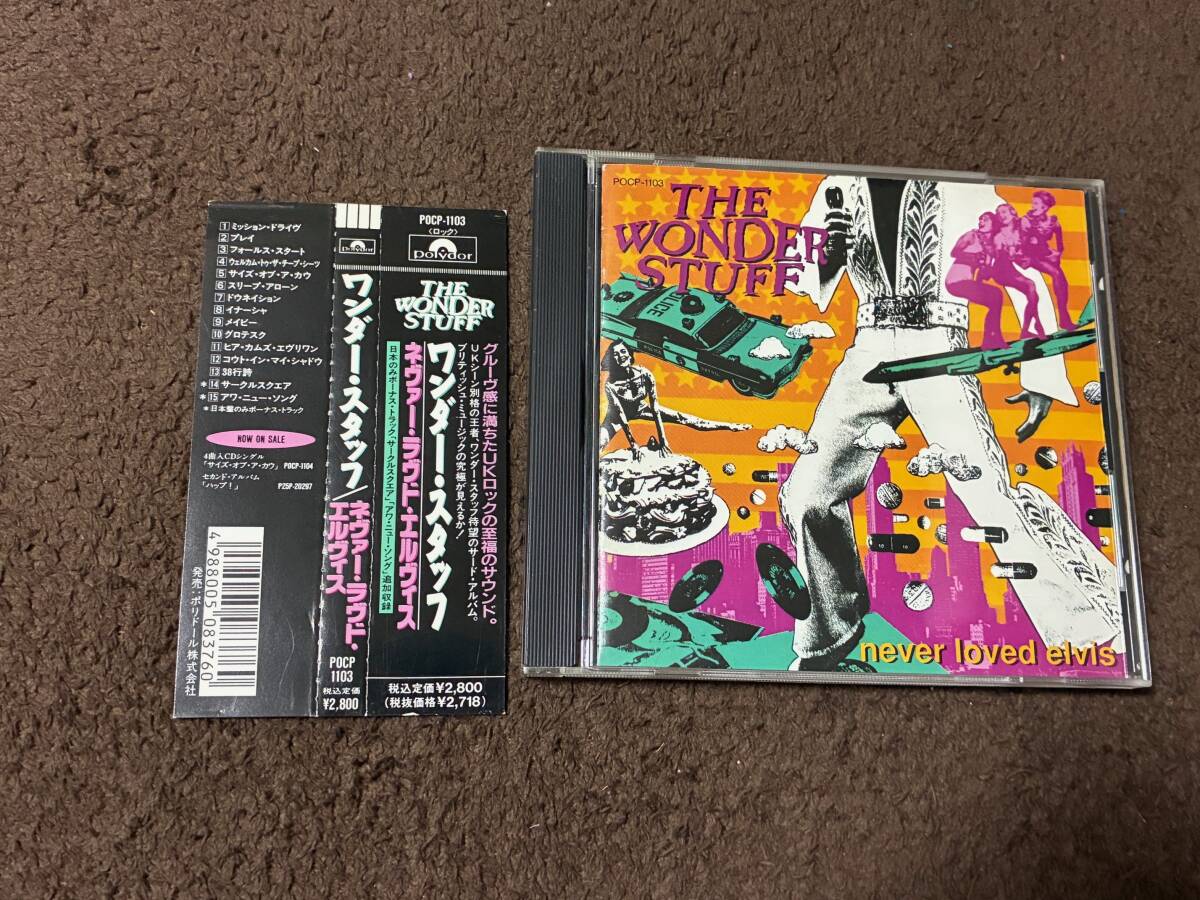 1 ミッション・ドライヴ
2 プレイ
3 フォールス・スタート
4 ウェルカム・トゥ・ザ・チープ・シーツ
5 サイズ・オブ・ア・カウ
6 スリープ・アローン
7 ドウネイション
8 イナーシャ
9 メイビー
10 グロテスク
11 ヒア・カムズ・エヴリワン
12 コウト・イン・マイ・シャドウ
13 38行詩
*14 サークルスクエア
*15 アワ・ニュー・ソング
*日本盤のみボーナス・トラック
NOW ON SALE
4曲入CDシングル
「サイズ・オブ・ア・カウ」 POCP-1104
セカンド・アルバム
「ハップ!」 P25P-20297
4988005083760
発売:ポリドール株式会社
polydor
ワンダー・スタッフ/ネヴァー・ラヴド・
エルヴィス
POCP
1103
税込定価
¥2,800
POCP-1103
〈ロック〉
polydor
THE
WONDER
STUFF
グルーヴ感に満ちたUKロックの至福のサウンド。
UKシーン別格の王者、ワンダー・スタッフ待望のサード・アルバム。
ブリティッシュ・ミュージックの究極が見えるか!
ワンダー・スタッフ
ネヴァー・ラヴド・エルヴィス
日本のみボーナス・トラック「サークルスクエア」「アワ・ニュー・ソング」追加収録
税込定価¥2,800
(税抜価格¥2,718)
POCP-1103
THE
WONDER
STUFF
POLICE
never loved elvis